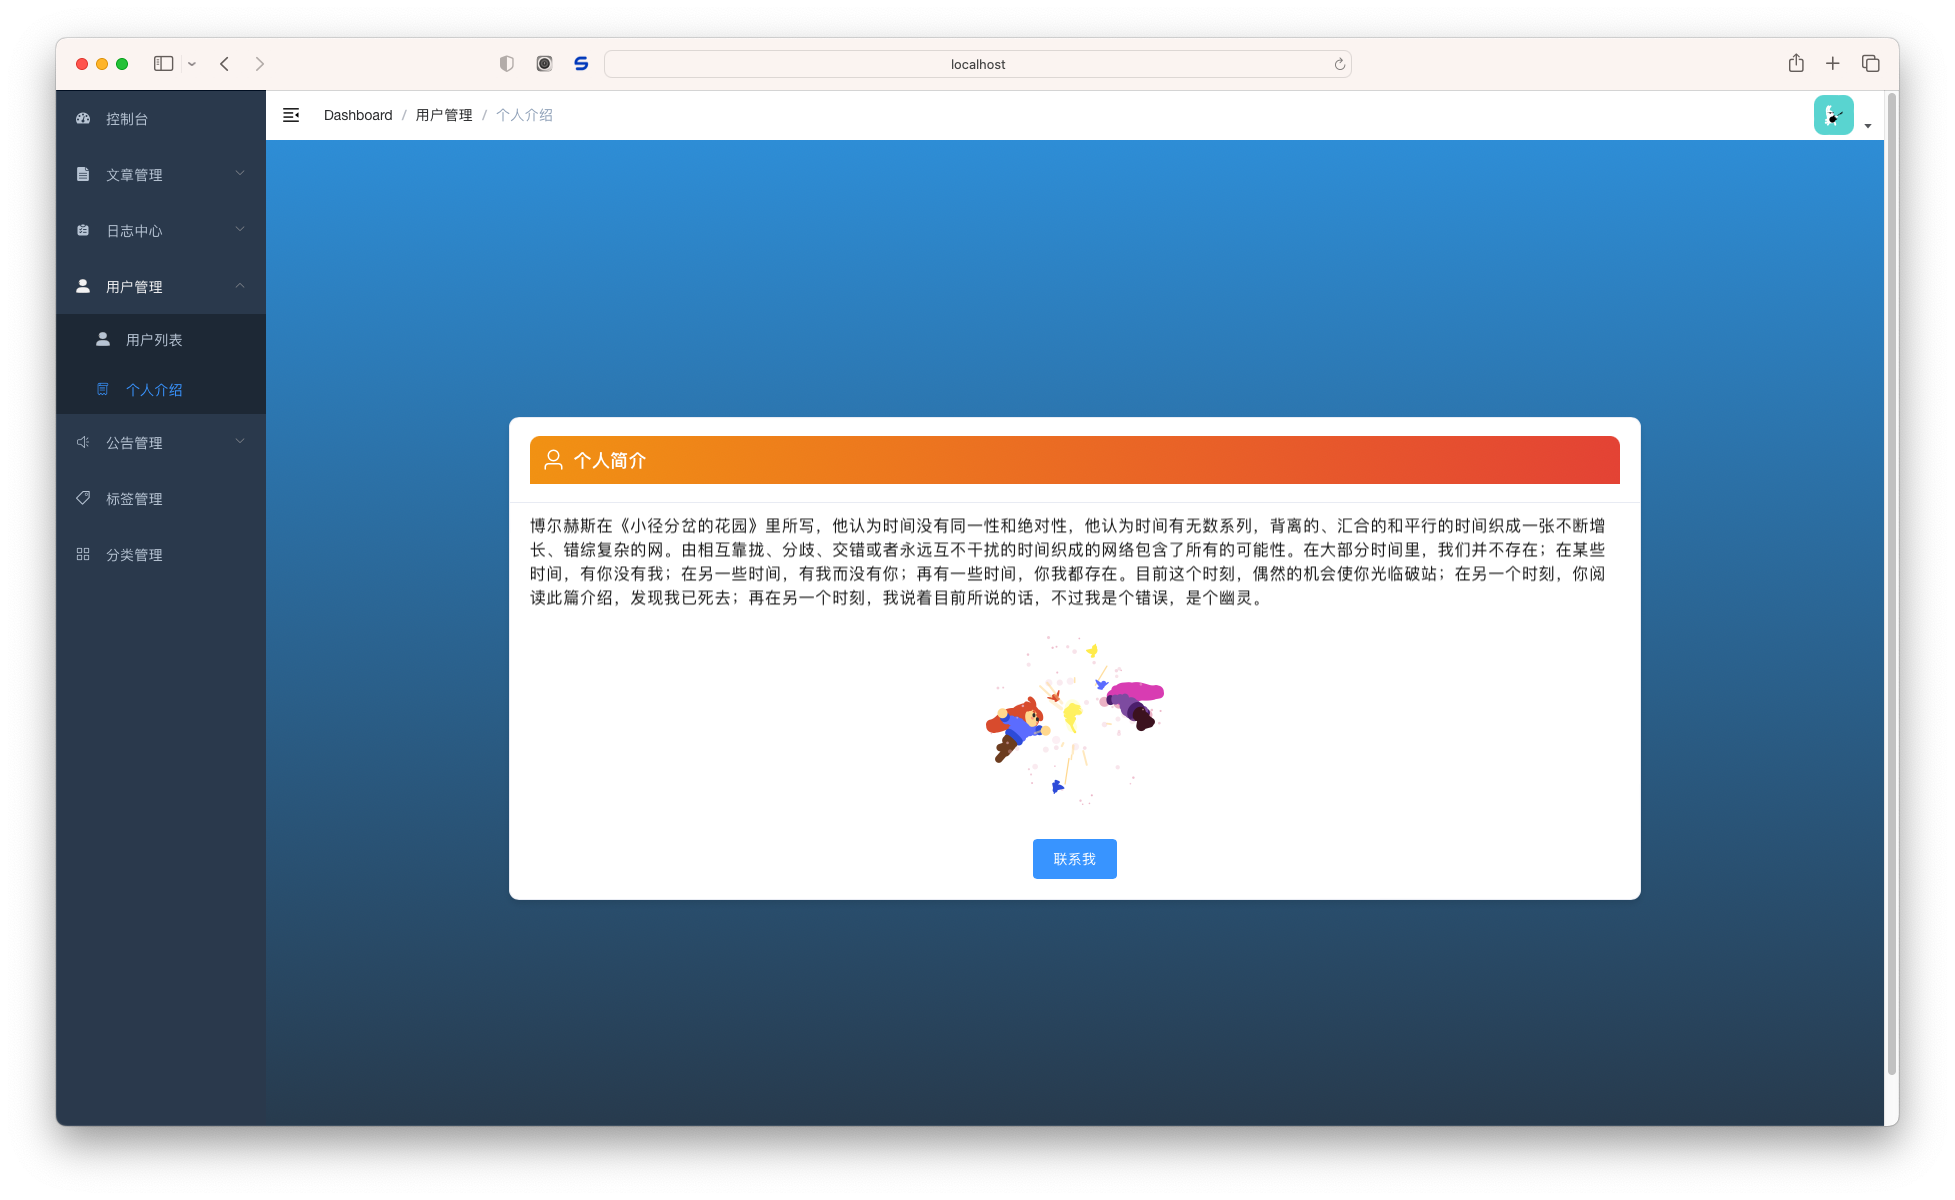 localhost
控制台
文章管理
日志中心
用户管理
用户列表
个人介绍
公告管理
标签管理
分类管理
Dashboard / 用户管理 / 个人介绍
个人简介
博尔赫斯在《小径分岔的花园》里所写，他认为时间没有同一性和绝对性，他认为时间有无数系列，背离的、汇合的和平行的时间织成一张不断增
长、错综复杂的网。由相互靠拢、分歧、交错或者永远互不干扰的时间织成的网络包含了所有的可能性。在大部分时间里，我们并不存在；在某些
时间，有你没有我；在另一些时间，有我而没有你；再有一些时间，你我都存在。目前这个时刻，偶然的机会使你光临破站；在另一个时刻，你阅
读此篇介绍，发现我已死去；再在另一个时刻，我说着目前所说的话，不过我是个错误，是个幽灵。
联系我